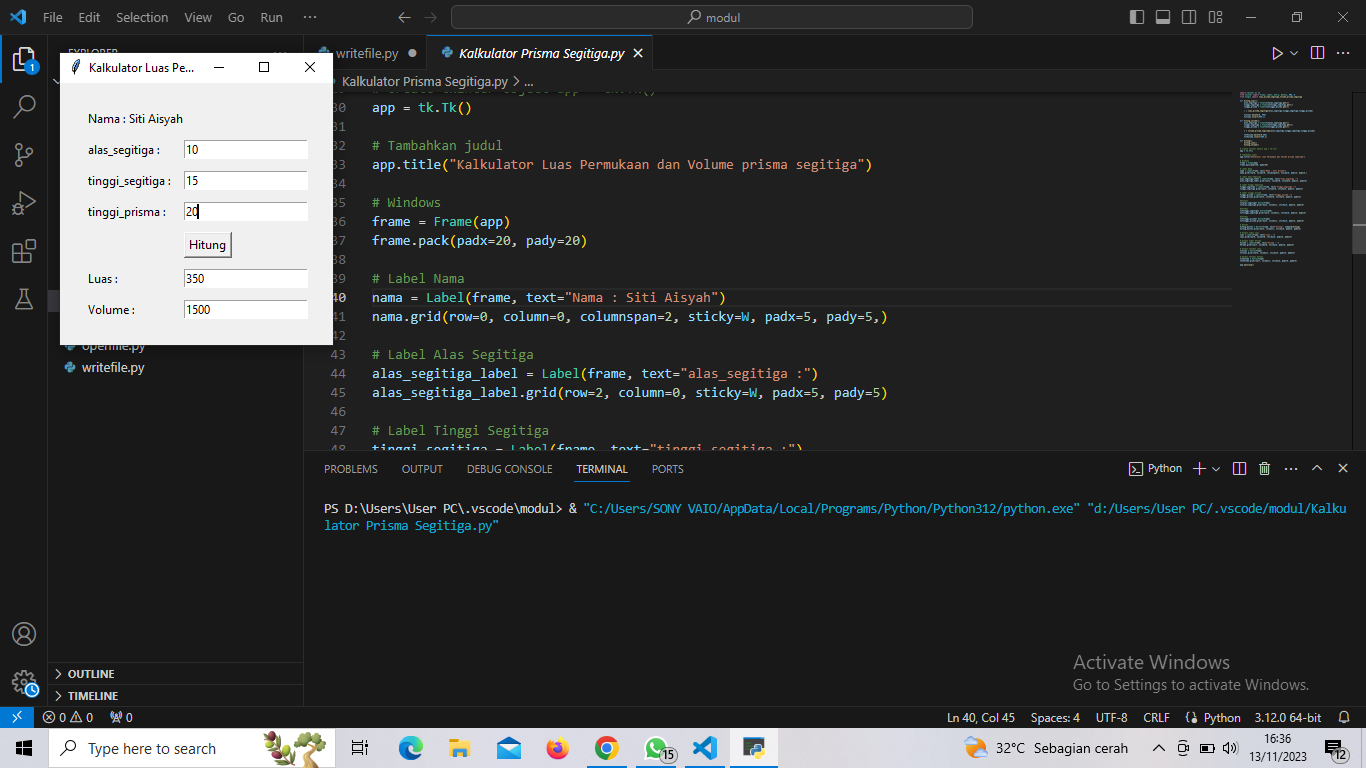 File Edit Selection View Go Run ··· modul
EXPLORER
writefile.py
Kalkulator Prisma Segitiga.py
Kalkulator Prisma Segitiga.py > ...
Kalkulator Luas Pe...
Nama : Siti Aisyah
alas_segitiga : 10
tinggi_segitiga : 15
tinggi_prisma : 20
Hitung
Luas : 350
Volume : 1500
openfile.py
writefile.py
OUTLINE
TIMELINE
30 app = tk.Tk()
31
32 # Tambahkan judul
33 app.title("Kalkulator Luas Permukaan dan Volume prisma segitiga")
34
35 # Windows
36 frame = Frame(app)
37 frame.pack(padx=20, pady=20)
38
39 # Label Nama
40 nama = Label(frame, text="Nama : Siti Aisyah")
41 nama.grid(row=0, column=0, columnspan=2, sticky=W, padx=5, pady=5,)
42
43 # Label Alas Segitiga
44 alas_segitiga_label = Label(frame, text="alas_segitiga :")
45 alas_segitiga_label.grid(row=2, column=0, sticky=W, padx=5, pady=5)
46
47 # Label Tinggi Segitiga
48 tinggi_segitiga = Label(frame, text="tinggi_segitiga :")
PROBLEMS OUTPUT DEBUG CONSOLE TERMINAL PORTS
Python
PS D:\Users\User PC\.vscode\modul> & "C:/Users/SONY VAIO/AppData/Local/Programs/Python/Python312/python.exe" "d:/Users/User PC/.vscode/modul/Kalku
lator Prisma Segitiga.py"
Activate Windows
Go to Settings to activate Windows.
0 0 0 Ln 40, Col 45 Spaces: 4 UTF-8 CRLF Python 3.12.0 64-bit
Type here to search
15
32°C Sebagian cerah
16:36
13/11/2023
12